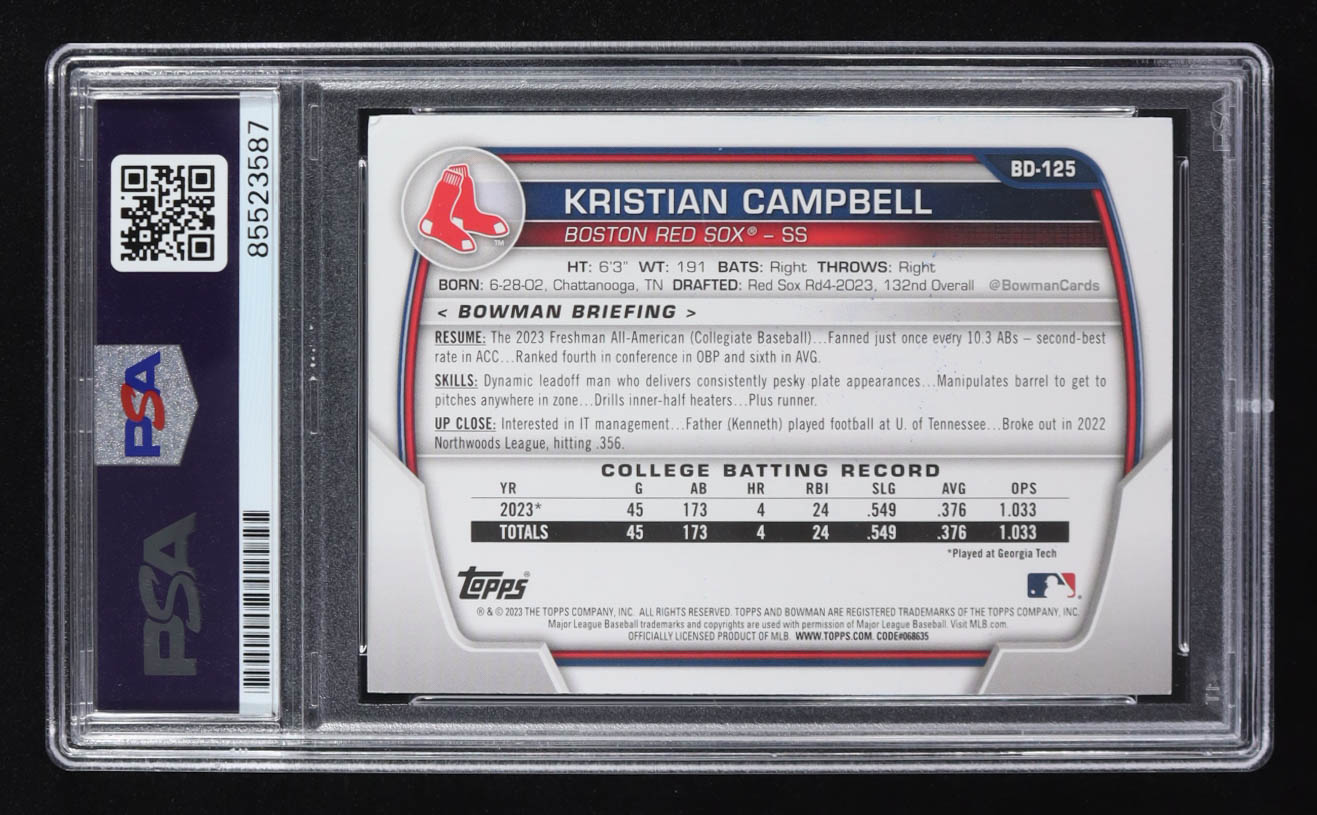 85523587
PSA
PSA
BD-125
KRISTIAN CAMPBELL
BOSTON RED SOX® – SS
TM
HT: 6'3" WT: 191 BATS: Right THROWS: Right
BORN: 6-28-02, Chattanooga, TN DRAFTED: Red Sox Rd4-2023, 132nd Overall @BowmanCards
< BOWMAN BRIEFING >
RESUME: The 2023 Freshman All-American (Collegiate Baseball)...Fanned just once every 10.3 ABs – second-best
rate in ACC...Ranked fourth in conference in OBP and sixth in AVG.
SKILLS: Dynamic leadoff man who delivers consistently pesky plate appearances...Manipulates barrel to get to
pitches anywhere in zone...Drills inner-half heaters...Plus runner.
UP CLOSE: Interested in IT management...Father (Kenneth) played football at U. of Tennessee...Broke out in 2022
Northwoods League, hitting .356.
COLLEGE BATTING RECORD
YR G AB HR RBI SLG AVG OPS
2023* 45 173 4 24 .549 .376 1.033
TOTALS 45 173 4 24 .549 .376 1.033
*Played at Georgia Tech
Topps®
® & © 2023 THE TOPPS COMPANY, INC. ALL RIGHTS RESERVED. TOPPS AND BOWMAN ARE REGISTERED TRADEMARKS OF THE TOPPS COMPANY, INC.
Major League Baseball trademarks and copyrights are used with permission of Major League Baseball. Visit MLB.com.
OFFICIALLY LICENSED PRODUCT OF MLB. WWW.TOPPS.COM. CODE#068635
PSA